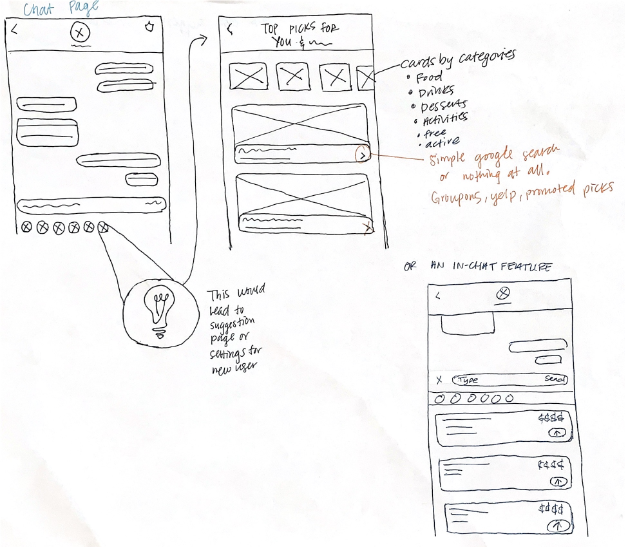 Chat Page
TOP PICKS FOR
YOU &
Cards by categories
• Food
• Drinks
• Desserts
• Activities
• free
• active
Simple google search
or nothing at all.
Groupons, yelp, promoted picks
This would
lead to
suggestion
page or
settings for
new user
OR AN IN-CHAT FEATURE
X Type Send
$$$$
$$$$
$$$$